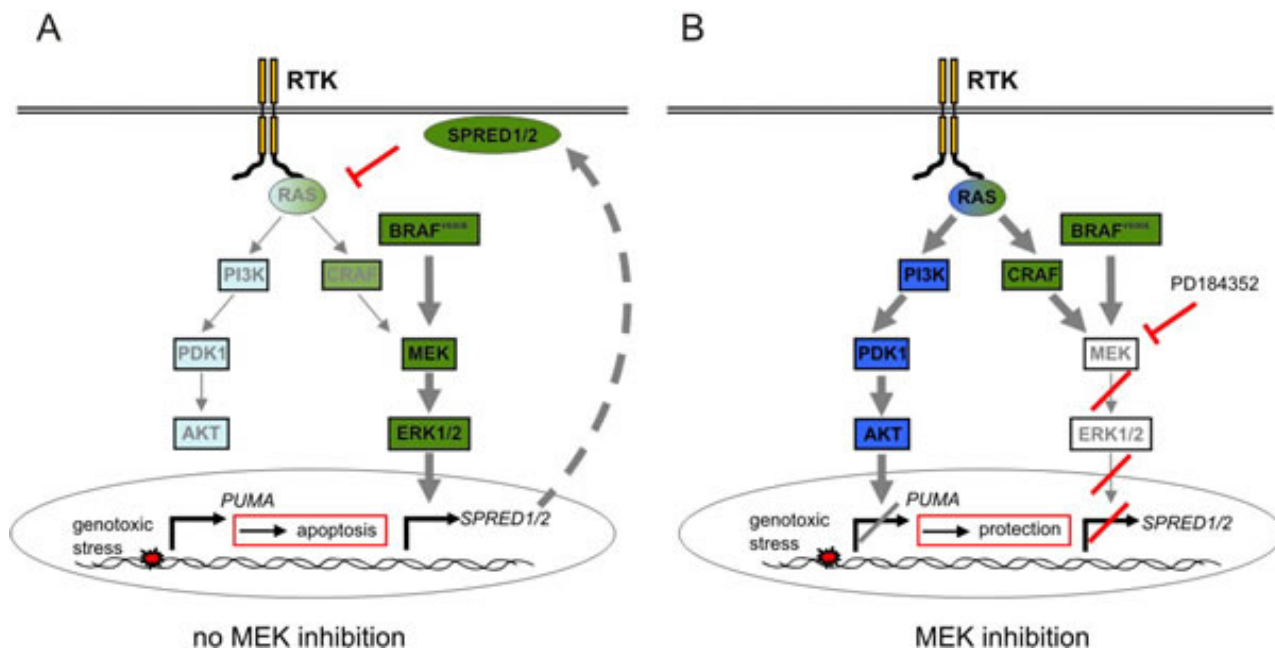 A
B
RTK
RTK
SPRED1/2
RAS
RAS
BRAF
BRAF
PI3K
CRAF
PI3K
CRAF
PD184352
PDK1
MEK
PDK1
MEK
AKT
ERK1/2
AKT
ERK1/2
PUMA
SPRED1/2
genotoxic
stress
apoptosis
PUMA
SPRED1/2
genotoxic
stress
protection
no MEK inhibition
MEK inhibition